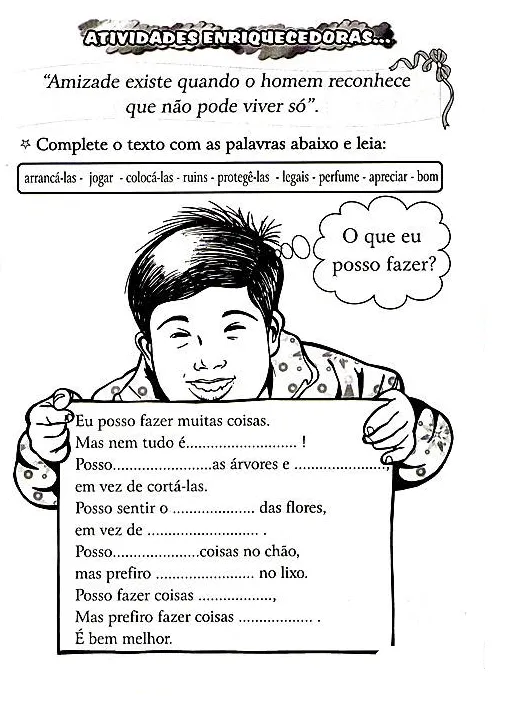 ATIVIDADES ENRIQUECEDORAS...
“Amizade existe quando o homem reconhece
que não pode viver só”.
☆ Complete o texto com as palavras abaixo e leia:
arrancá-las - jogar - colocá-las - ruins - protegê-las - legais - perfume - apreciar - bom
O que eu
posso fazer?
Eu posso fazer muitas coisas.
Mas nem tudo é........................... !
Posso........................as árvores e .......................,
em vez de cortá-las.
Posso sentir o .................... das flores,
em vez de ........................... .
Posso.....................coisas no chão,
mas prefiro ........................ no lixo.
Posso fazer coisas ..................,
Mas prefiro fazer coisas .................. .
É bem melhor.